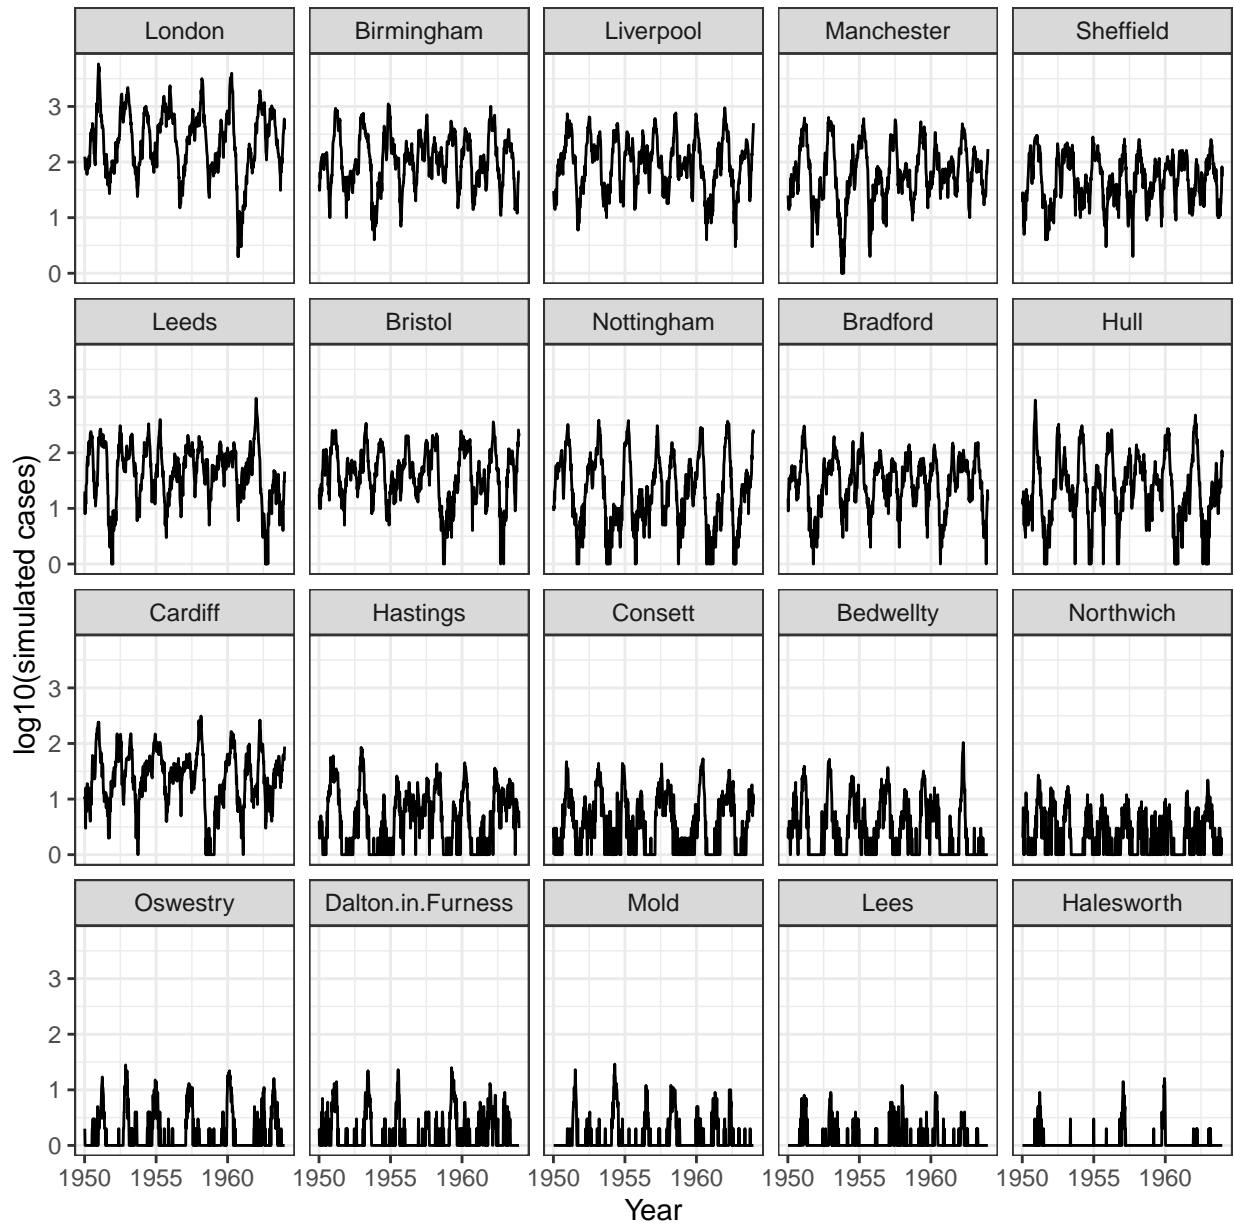 London Birmingham Liverpool Manchester Sheffield
3
2
1
0
Leeds Bristol Nottingham Bradford Hull
3
2
1
0
Cardiff Hastings Consett Bedwellty Northwich
3
2
1
0
Oswestry Dalton.in.Furness Mold Lees Halesworth
3
2
1
0
1950 1955 1960 1950 1955 1960 1950 1955 1960 1950 1955 1960 1950 1955 1960
Year
log10(simulated cases)